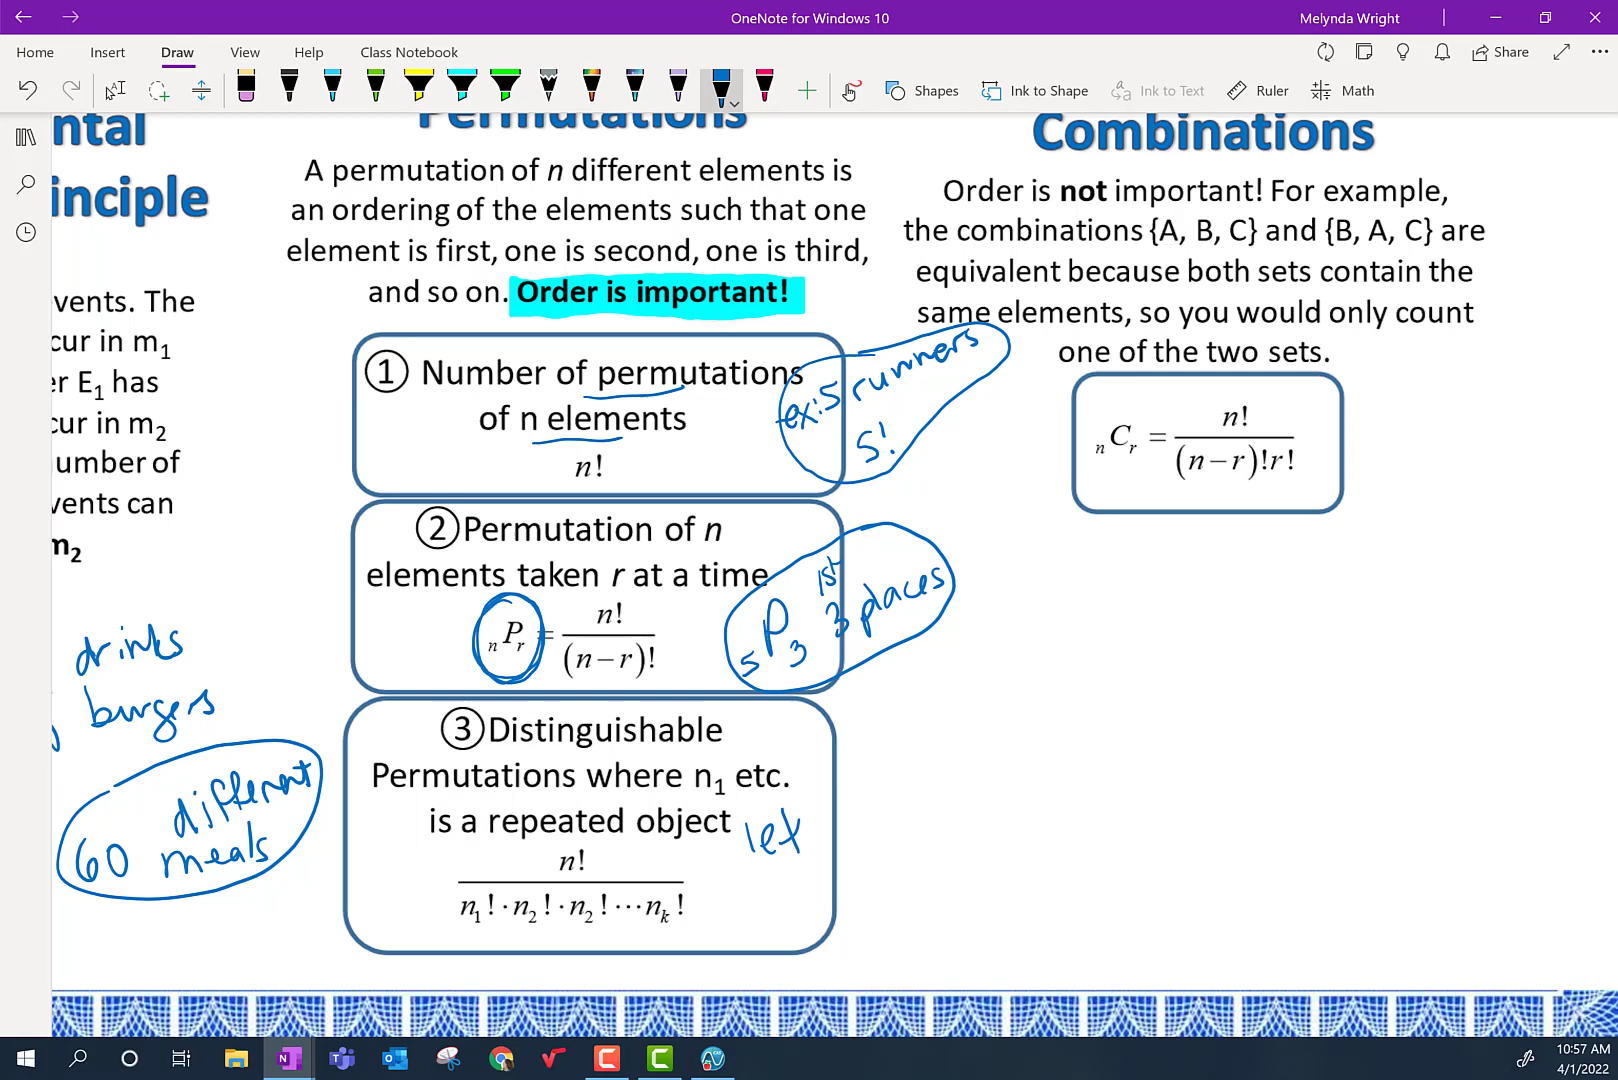 OneNote for Windows 10
Melynda Wright
Home Insert Draw View Help Class Notebook
Share
Shapes Ink to Shape Ink to Text Ruler Math
ntal
inciple
vents. The
cur in m₁
er E₁ has
cur in m₂
umber of
vents can
m₂
drinks
burgers
60 different
meals
Permutations
A permutation of n different elements is
an ordering of the elements such that one
element is first, one is second, one is third,
and so on. Order is important!
① Number of permutations
of n elements
n!
ex: 5 runners
5!
② Permutation of n
elements taken r at a time
ₙPᵣ = n! / (n − r)!
₅P₃
1st
3 places
③ Distinguishable
Permutations where n₁ etc.
is a repeated object
let
n! / n₁! · n₂! · n₂! ··· nₖ!
Combinations
Order is not important! For example,
the combinations {A, B, C} and {B, A, C} are
equivalent because both sets contain the
same elements, so you would only count
one of the two sets.
ₙCᵣ = n! / (n − r)! r!
10:57 AM
4/1/2022